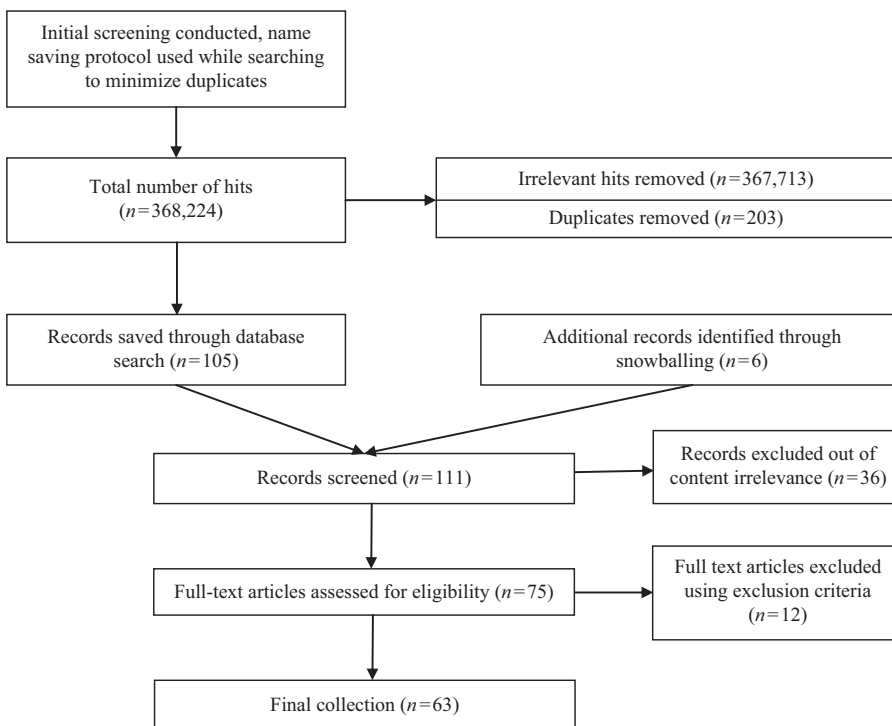 Initial screening conducted, name
saving protocol used while searching
to minimize duplicates
Total number of hits
(n=368,224)
Irrelevant hits removed (n=367,713)
Duplicates removed (n=203)
Records saved through database
search (n=105)
Additional records identified through
snowballing (n=6)
Records screened (n=111)
Records excluded out of
content irrelevance (n=36)
Full-text articles assessed for eligibility (n=75)
Full text articles excluded
using exclusion criteria
(n=12)
Final collection (n=63)